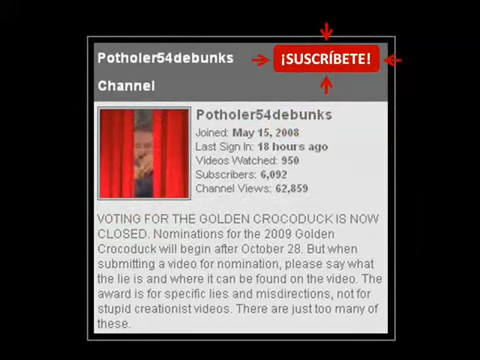 Potholer54debunks
¡SUSCRÍBETE!
Channel
Potholer54debunks
Joined: May 15, 2008
Last Sign In: 18 hours ago
Videos Watched: 950
Subscribers: 6,092
Channel Views: 62,859
VOTING FOR THE GOLDEN CROCODUCK IS NOW
CLOSED. Nominations for the 2009 Golden
Crocoduck will begin after October 28. But when
submitting a video for nomination, please say what
the lie is and where it can be found on the video. The
award is for specific lies and misdirections, not for
stupid creationist videos. There are just too many of
these.